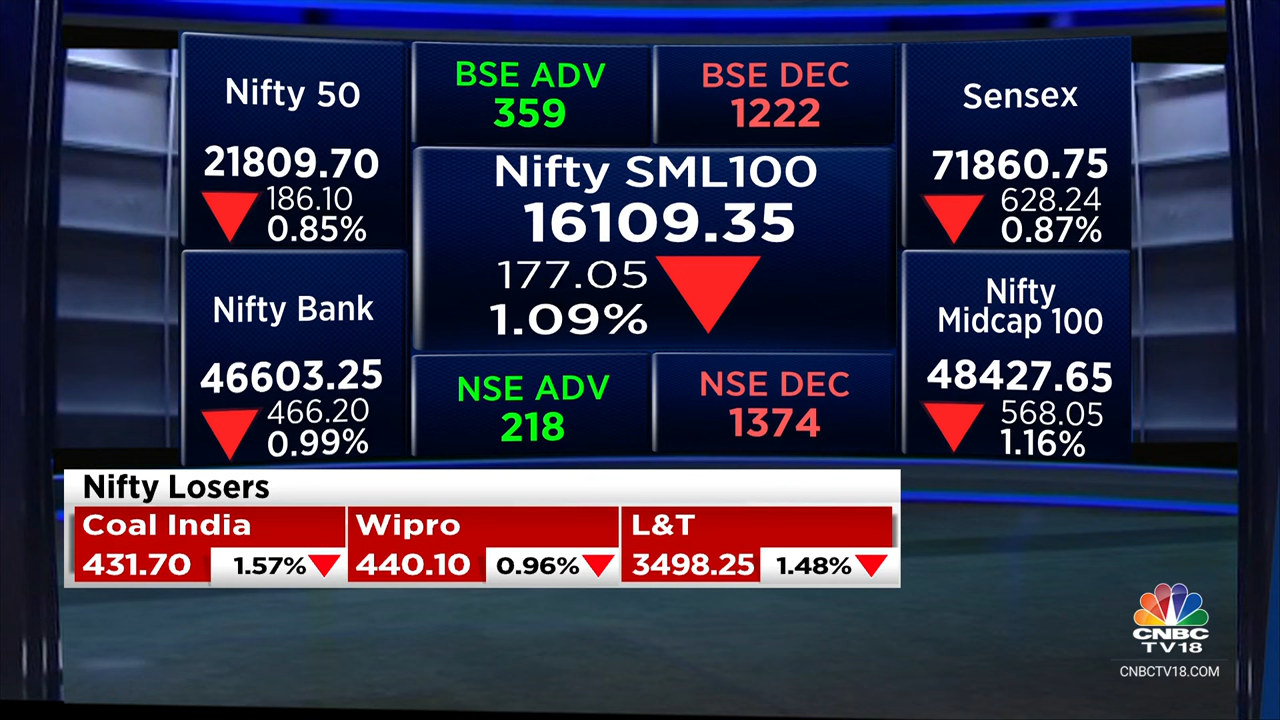 Nifty 50
21809.70
186.10
0.85%
BSE ADV
359
BSE DEC
1222
Sensex
71860.75
628.24
0.87%
Nifty SML100
16109.35
177.05
1.09%
Nifty Bank
46603.25
466.20
0.99%
Nifty
Midcap 100
48427.65
568.05
1.16%
NSE ADV
218
NSE DEC
1374
Nifty Losers
Coal India
431.70 1.57%
Wipro
440.10 0.96%
L&T
3498.25 1.48%
CNBC
TV18
CNBCTV18.COM